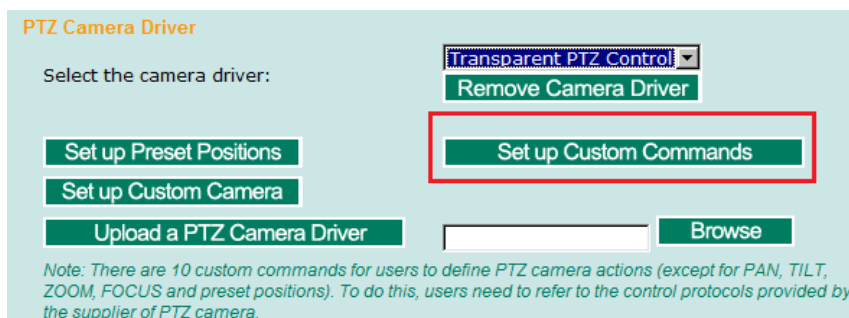 PTZ Camera Driver
Select the camera driver:
Transparent PTZ Control
Remove Camera Driver
Set up Preset Positions
Set up Custom Commands
Set up Custom Camera
Upload a PTZ Camera Driver
Browse
Note: There are 10 custom commands for users to define PTZ camera actions (except for PAN, TILT,
ZOOM, FOCUS and preset positions). To do this, users need to refer to the control protocols provided by
the supplier of PTZ camera.